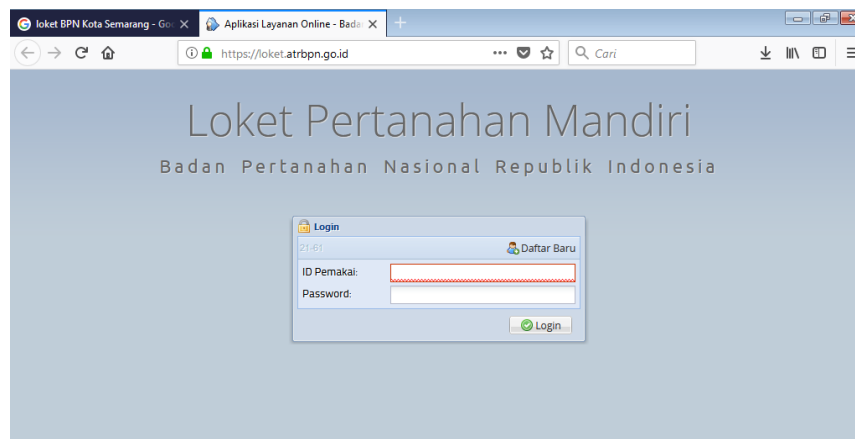 loket BPN Kota Semarang - Goo
Aplikasi Layanan Online - Bada
https://loket.atrbpn.go.id
Cari
Loket Pertanahan Mandiri
Badan Pertanahan Nasional Republik Indonesia
Login
21-61
Daftar Baru
ID Pemakai:
Password:
Login